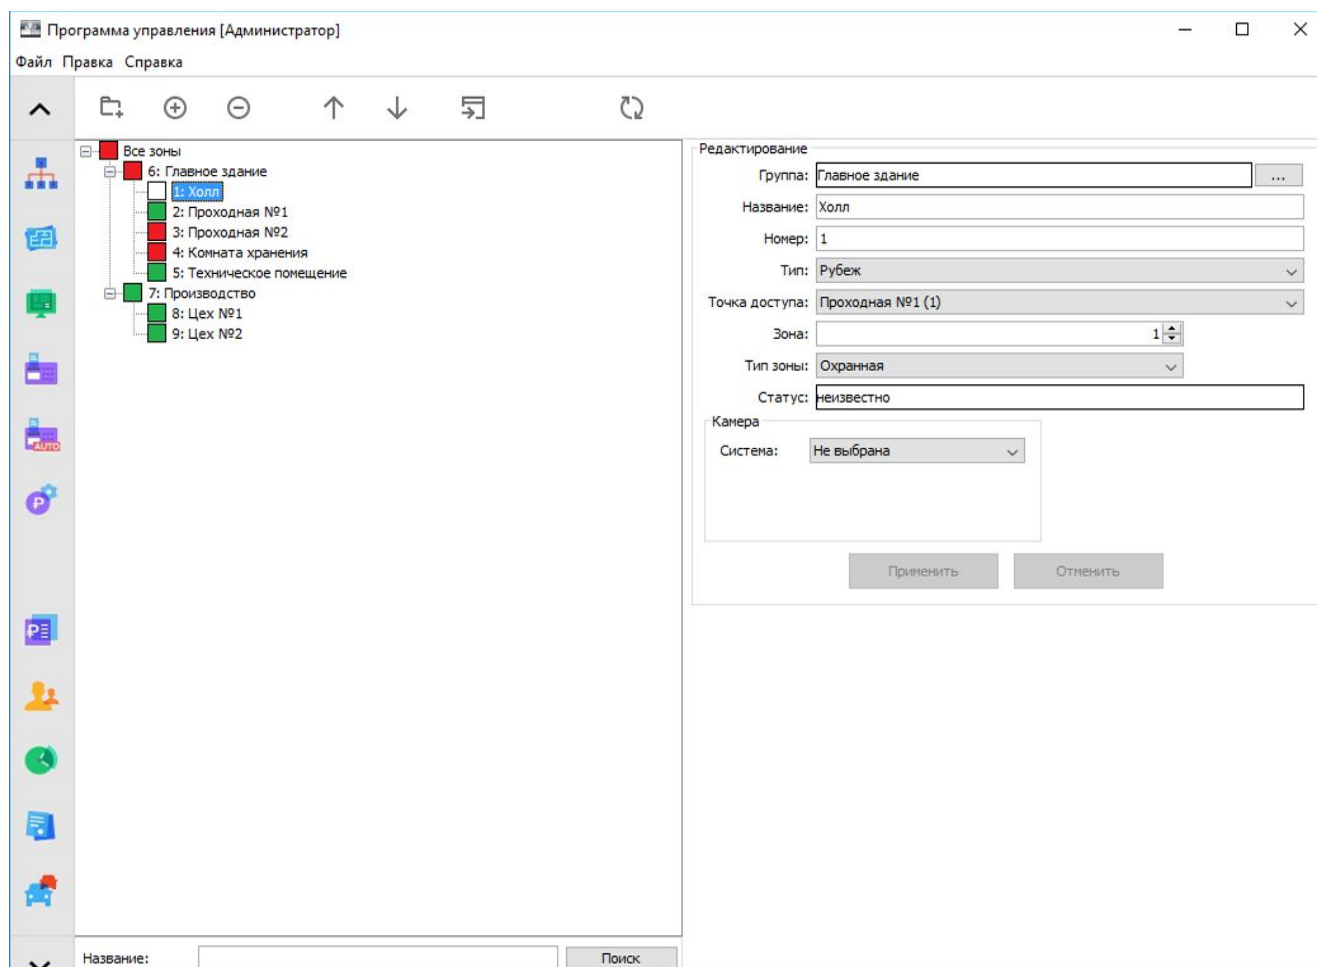 Программа управления [Администратор]
Файл Правка Справка
Все зоны
6: Главное здание
1: Холл
2: Проходная №1
3: Проходная №2
4: Комната хранения
5: Техническое помещение
7: Производство
8: Цех №1
9: Цех №2
Название:
Поиск
Редактирование
Группа: Главное здание ...
Название: Холл
Номер: 1
Тип: Рубеж
Точка доступа: Проходная №1 (1)
Зона: 1
Тип зоны: Охранная
Статус: неизвестно
Камера
Система: Не выбрана
Применить Отменить
AUTO